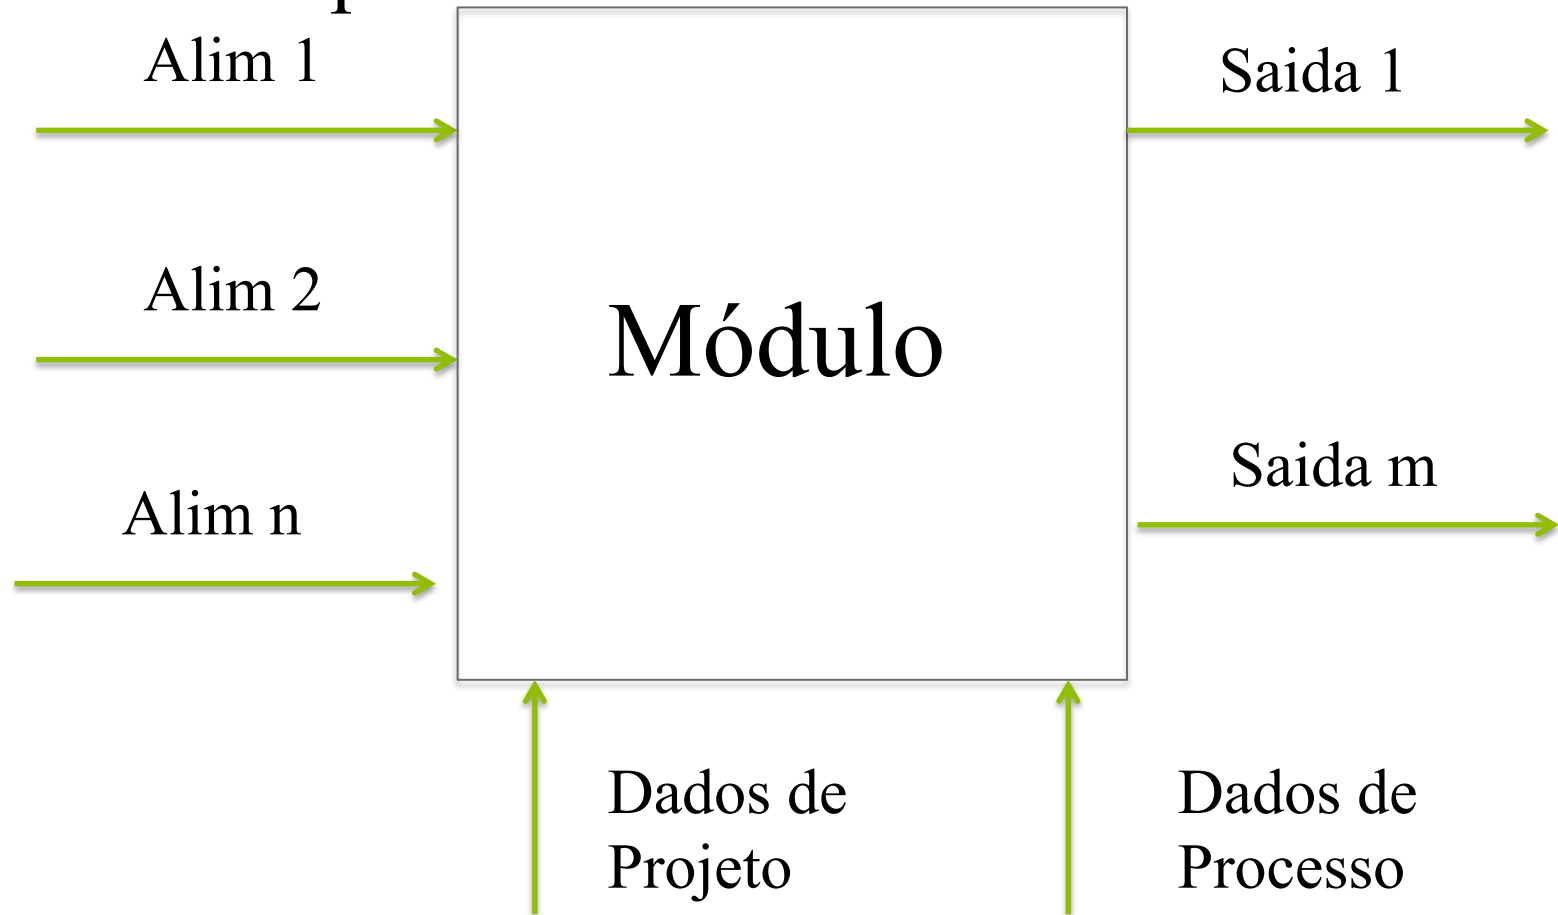 Alim 1
Saida 1
Alim 2
Módulo
Saida m
Alim n
Dados de
Projeto
Dados de
Processo